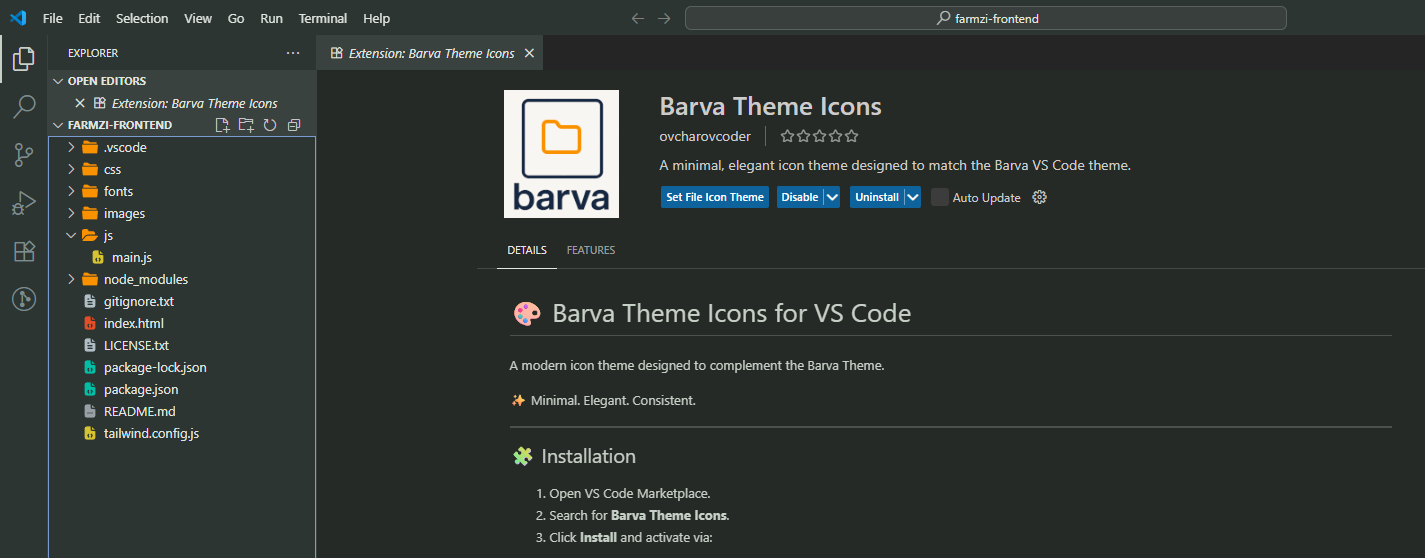 File Edit Selection View Go Run Terminal Help
farmzi-frontend
EXPLORER
Extension: Barva Theme Icons
OPEN EDITORS
Extension: Barva Theme Icons
FARMZI-FRONTEND
.vscode
css
fonts
images
js
main.js
node_modules
gitignore.txt
index.html
LICENSE.txt
package-lock.json
package.json
README.md
tailwind.config.js
barva
Barva Theme Icons
ovcharovcoder
A minimal, elegant icon theme designed to match the Barva VS Code theme.
Set File Icon Theme Disable Uninstall Auto Update
DETAILS FEATURES
Barva Theme Icons for VS Code
A modern icon theme designed to complement the Barva Theme.
Minimal. Elegant. Consistent.
Installation
1. Open VS Code Marketplace.
2. Search for Barva Theme Icons.
3. Click Install and activate via: